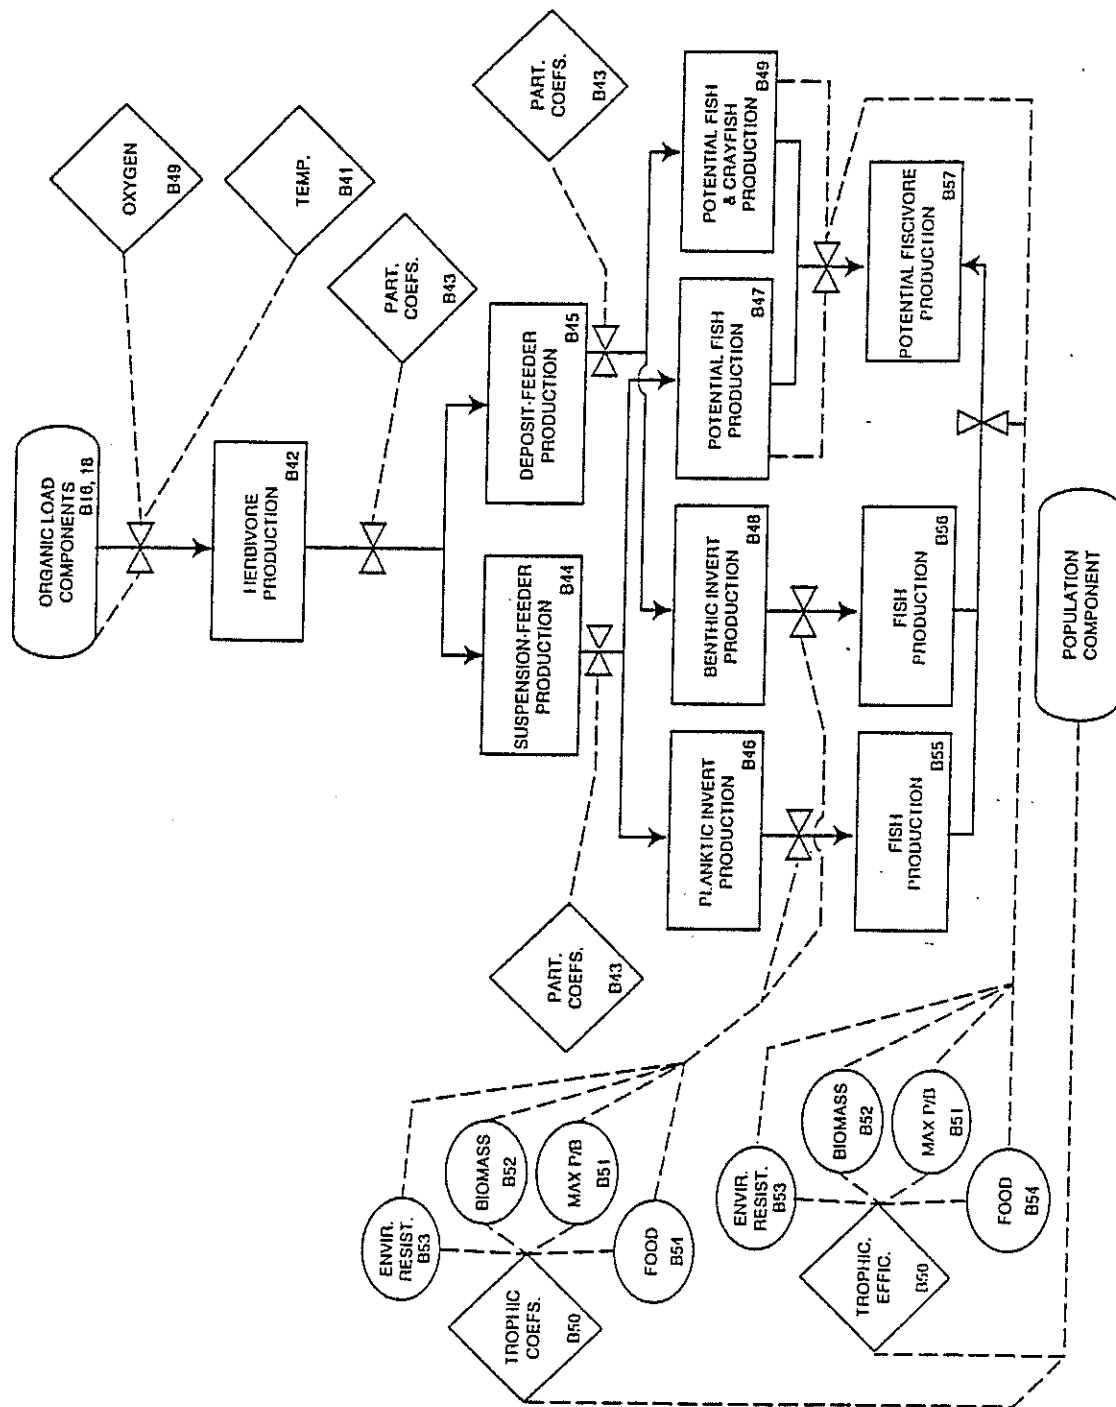 ORGANIC LOAD
COMPONENTS
B16, 18
OXYGEN
B49
TEMP.
B41
HERBIVORE
PRODUCTION
B42
PART.
COEFS.
B43
SUSPENSION-FEEDER
PRODUCTION
B44
DEPOSIT-FEEDER
PRODUCTION
B45
PART.
COEFS.
B43
PART.
COEFS.
B43
PLANKTIC INVERT
PRODUCTION
B46
BENTHIC INVERT
PRODUCTION
B48
POTENTIAL FISH
PRODUCTION
B47
POTENTIAL FISH
& CRAYFISH
PRODUCTION
B49
ENVIR.
RESIST.
B53
BIOMASS
B52
MAX P/B
B51
FOOD
B54
TROPHIC
COEFS.
B50
FISH
PRODUCTION
B55
FISH
PRODUCTION
B56
POTENTIAL FISCIVORE
PRODUCTION
B57
ENVIR.
RESIST.
B53
BIOMASS
B52
MAX P/B
B51
FOOD
B54
TROPHIC.
EFFIC.
B50
POPULATION
COMPONENT